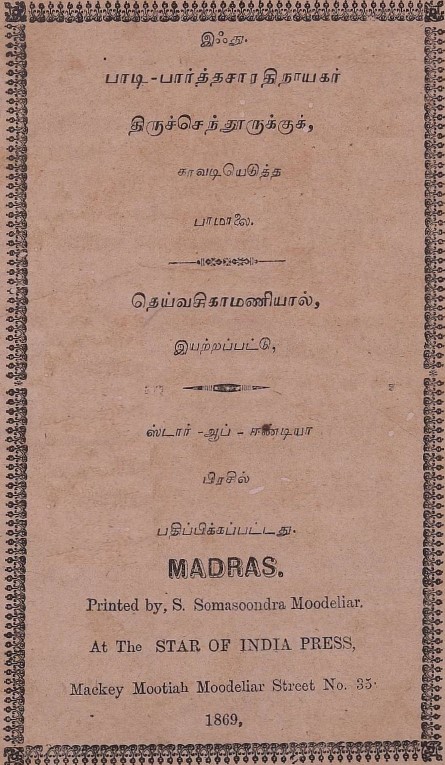 இஃது.
பாடி-பார்த்தசாரதிநாயகர்
திருச்செந்தூருக்குக்,
காவடியெடுத்த
பாமாலை.
தெய்வசிகாமணியால்,
இயற்றப்பட்டு,
ஸ்டார் -ஆப் - சுண்டியா
பிரசில்
பதிப்பிக்கப்பட்டது.
MADRAS.
Printed by, S. Somasoondra Moodeliar.
At The STAR OF INDIA PRESS,
Mackey Mootiah Moodeliar Street No. 35.
1869,